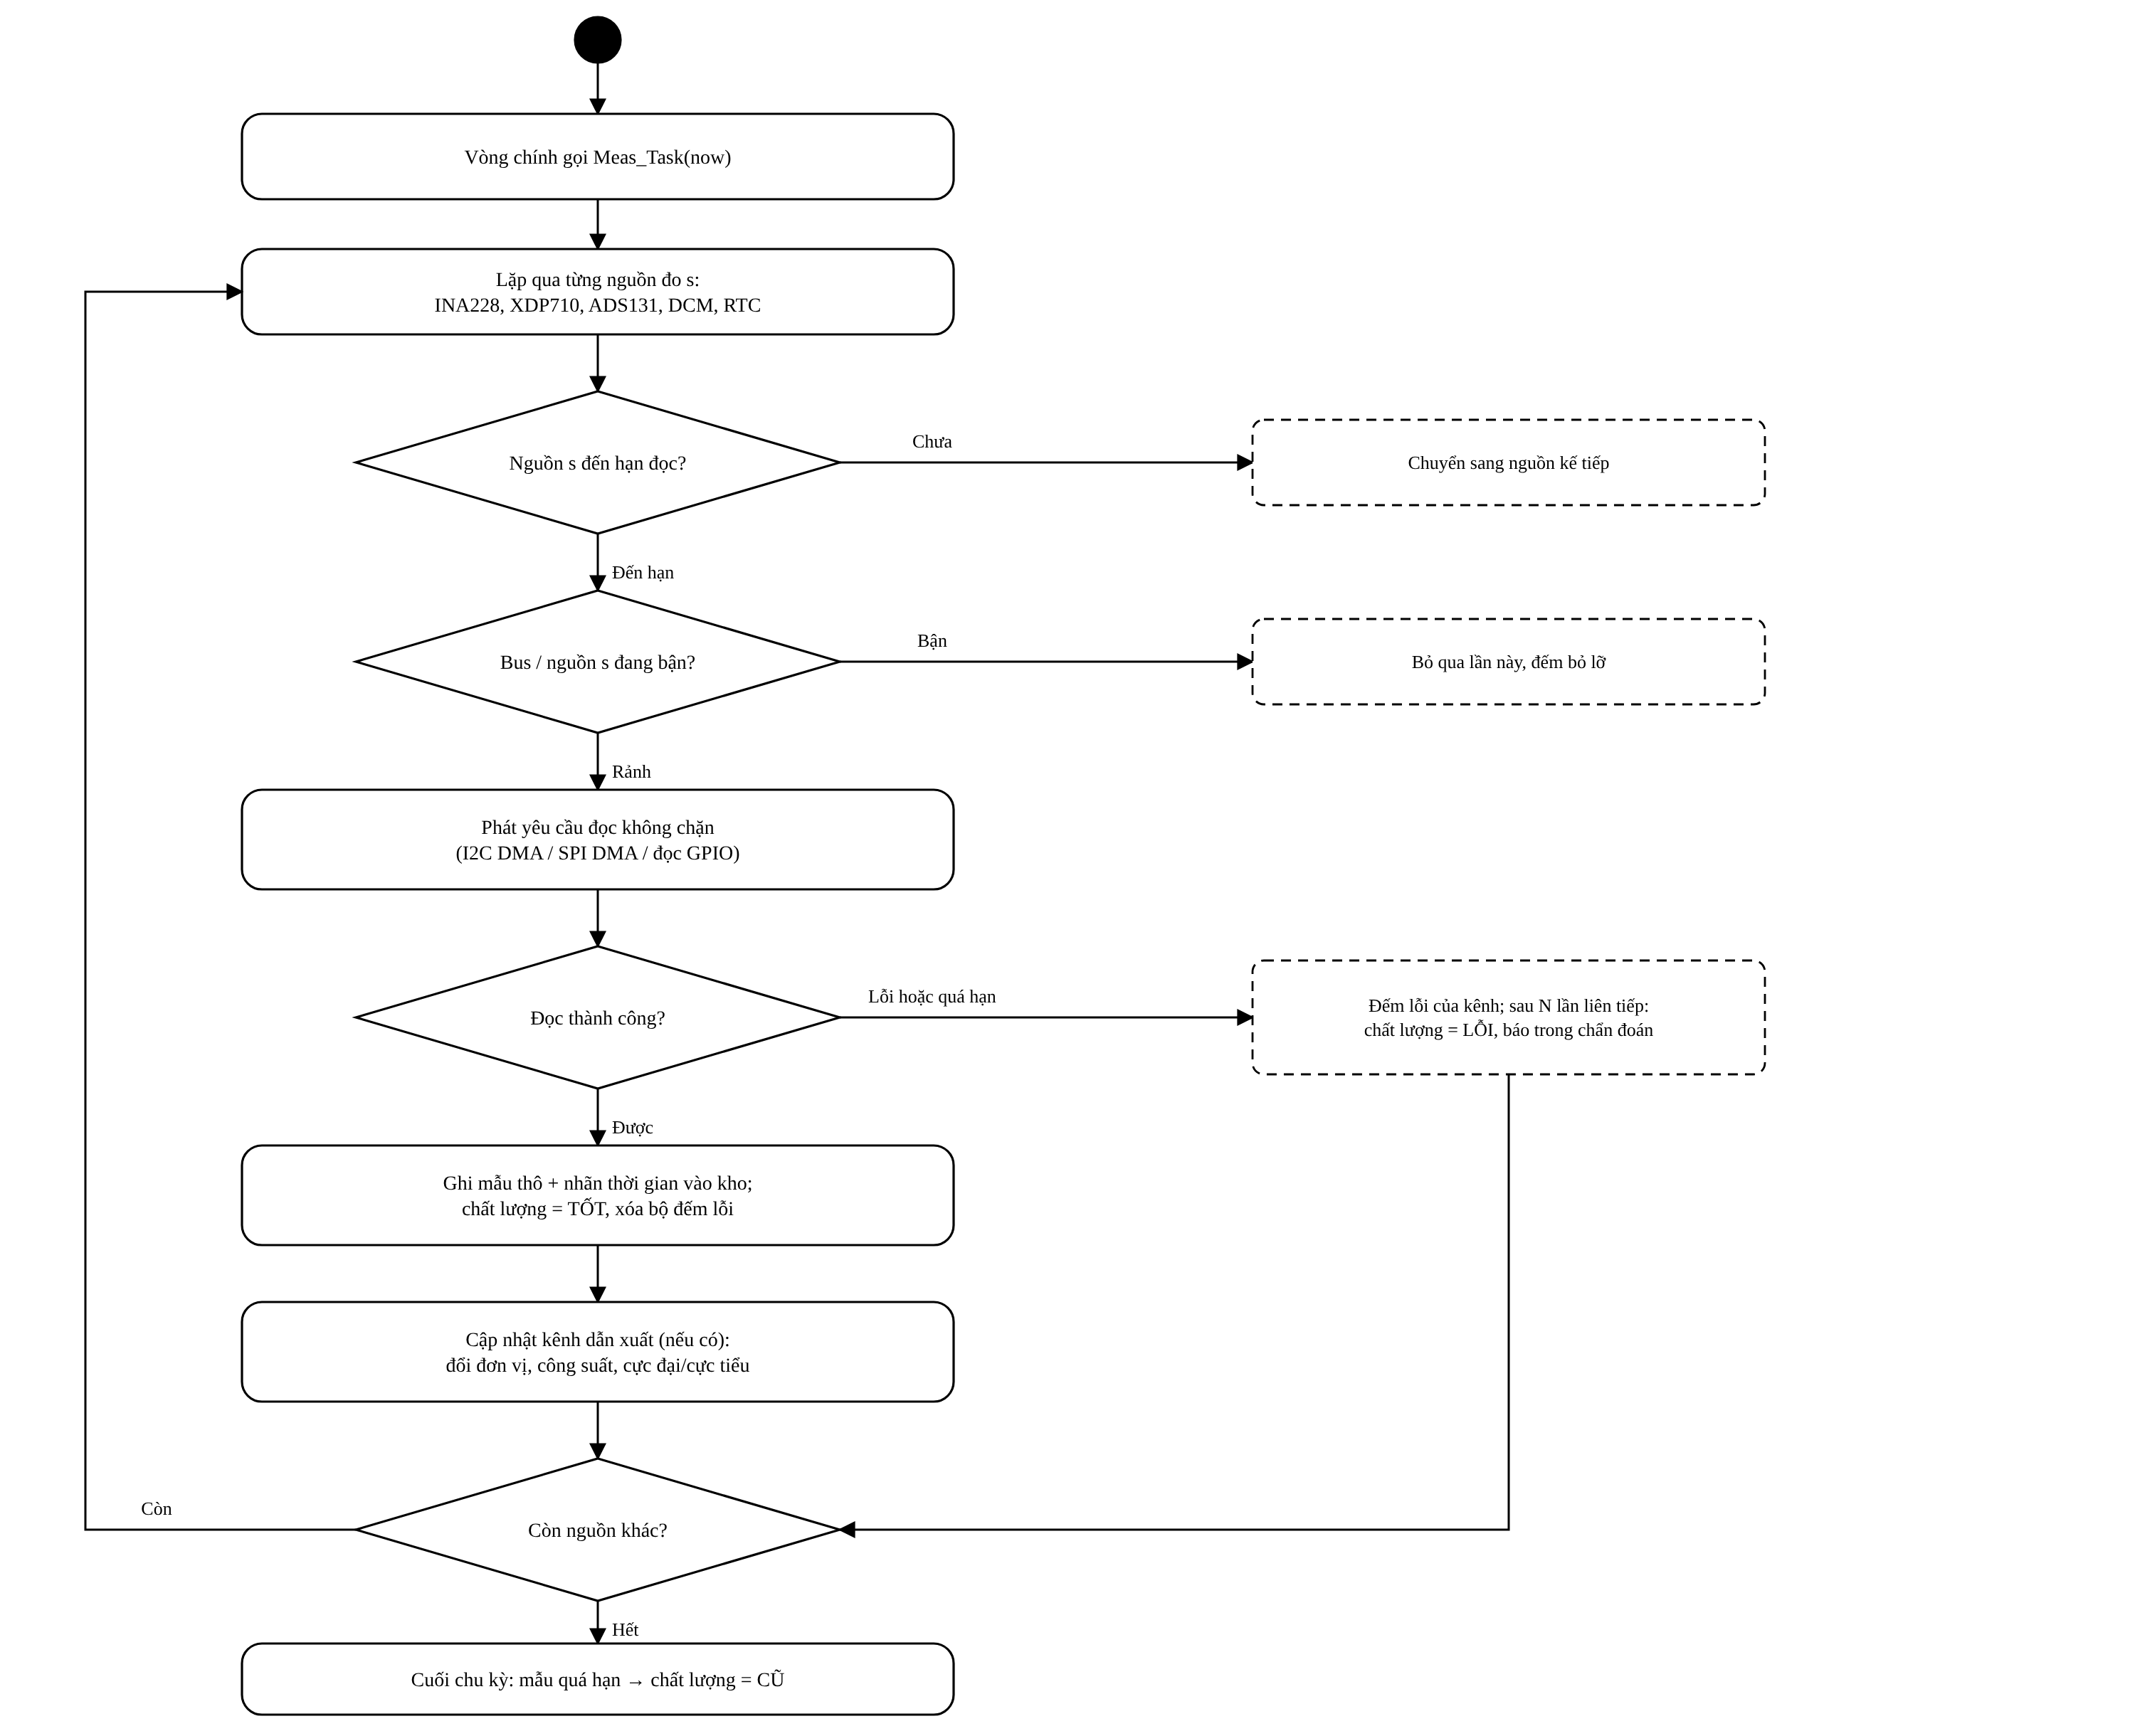 Vòng chính gọi Meas_Task(now)
Lặp qua từng nguồn đo s:
INA228, XDP710, ADS131, DCM, RTC
Nguồn s đến hạn đọc?
Chưa
Chuyển sang nguồn kế tiếp
Đến hạn
Bus / nguồn s đang bận?
Bận
Bỏ qua lần này, đếm bỏ lỡ
Rảnh
Phát yêu cầu đọc không chặn
(I2C DMA / SPI DMA / đọc GPIO)
Đọc thành công?
Lỗi hoặc quá hạn
Đếm lỗi của kênh; sau N lần liên tiếp:
chất lượng = LỖI, báo trong chẩn đoán
Được
Ghi mẫu thô + nhãn thời gian vào kho;
chất lượng = TỐT, xóa bộ đếm lỗi
Cập nhật kênh dẫn xuất (nếu có):
đổi đơn vị, công suất, cực đại/cực tiểu
Còn
Còn nguồn khác?
Hết
Cuối chu kỳ: mẫu quá hạn → chất lượng = CŨ